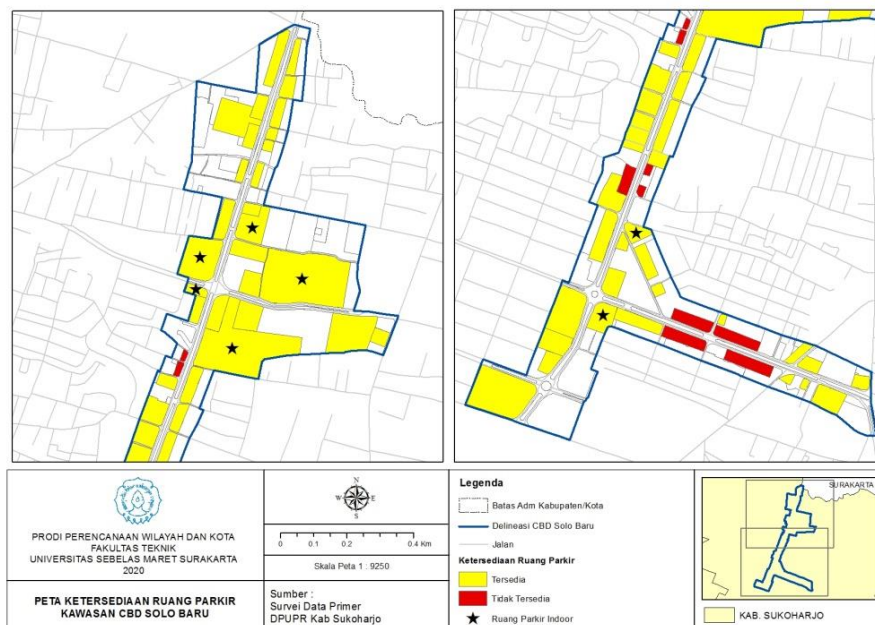 PRODI PERENCANAAN WILAYAH DAN KOTA
FAKULTAS TEKNIK
UNIVERSITAS SEBELAS MARET SURAKARTA
2020
PETA KETERSEDIAAN RUANG PARKIR
KAWASAN CBD SOLO BARU
N
W E
S
0 0.1 0.2 0.4 Km
Skala Peta 1 : 9250
Sumber :
Survei Data Primer
DPUPR Kab Sukoharjo
Legenda
Batas Adm Kabupaten/Kota
Delineasi CBD Solo Baru
Jalan
Ketersediaan Ruang Parkir
Tersedia
Tidak Tersedia
Ruang Parkir Indoor
SURAKARTA
KAB. SUKOHARJO